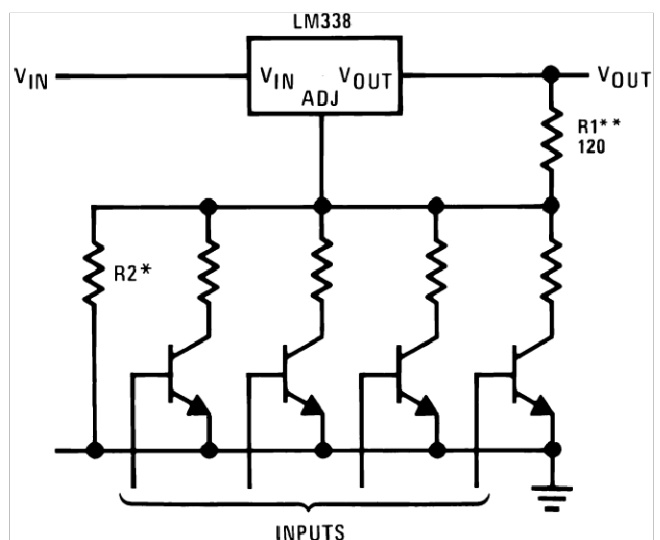 LM338
VIN
VIN VOUT
ADJ
VOUT
R1**
120
R2*
INPUTS